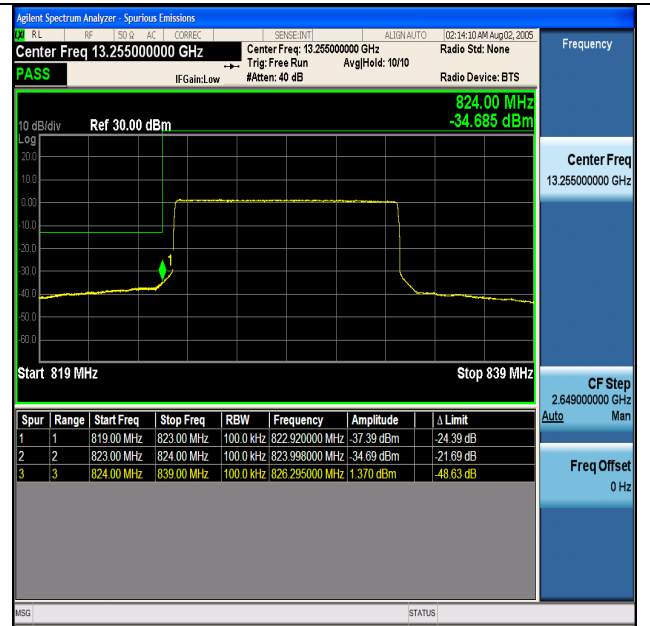 Agilent Spectrum Analyzer - Spurious Emissions
LXI RL RF 50 Ω AC CORREC SENSE:INT ALIGN AUTO 02:14:10 AM Aug 02, 2005
Center Freq 13.255000000 GHz Center Freq: 13.255000000 GHz Radio Std: None
Trig: Free Run Avg|Hold: 10/10
PASS IFGain:Low #Atten: 40 dB Radio Device: BTS
824.00 MHz
10 dB/div Ref 30.00 dBm -34.685 dBm
Log
20.0
10.0
0.00
-10.0
-20.0
1
-30.0
-40.0
-50.0
-60.0
Start 819 MHz Stop 839 MHz
Spur Range Start Freq Stop Freq RBW Frequency Amplitude Δ Limit
1 1 819.00 MHz 823.00 MHz 100.0 kHz 822.920000 MHz -37.39 dBm -24.39 dB
2 2 823.00 MHz 824.00 MHz 100.0 kHz 823.998000 MHz -34.69 dBm -21.69 dB
3 3 824.00 MHz 839.00 MHz 100.0 kHz 826.295000 MHz 1.370 dBm -48.63 dB
MSG STATUS
Frequency
Center Freq
13.255000000 GHz
CF Step
2.649000000 GHz
Auto Man
Freq Offset
0 Hz